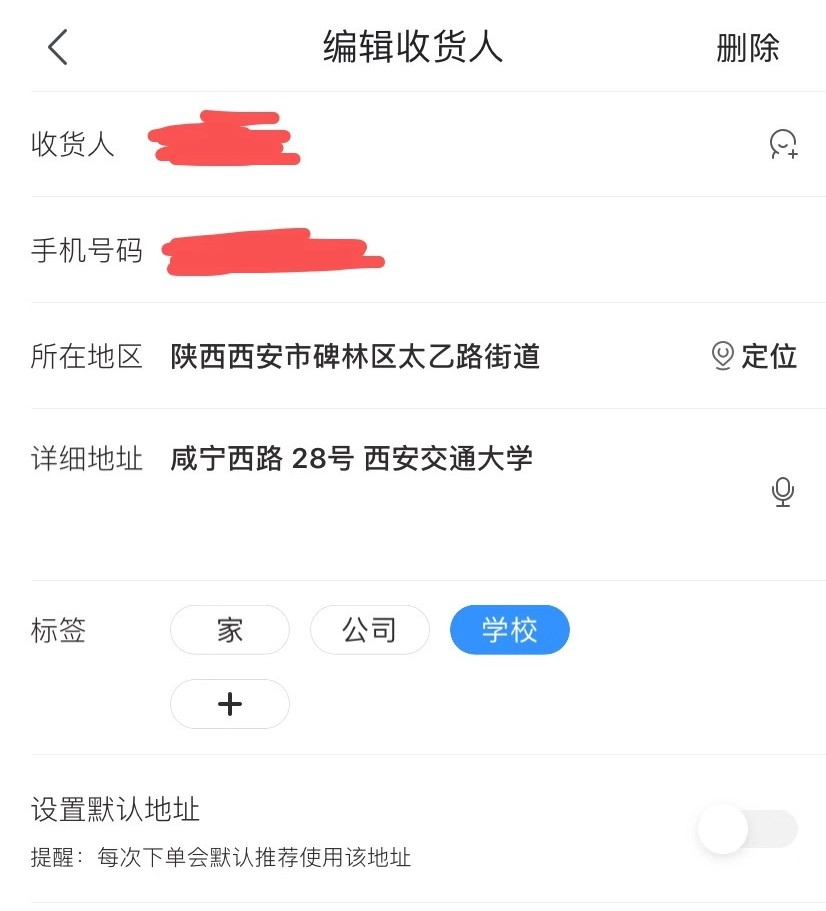 编辑收货人 删除
收货人
手机号码
所在地区 陕西西安市碑林区太乙路街道 定位
详细地址 咸宁西路 28号 西安交通大学
标签 家 公司 学校
+
设置默认地址
提醒：每次下单会默认推荐使用该地址